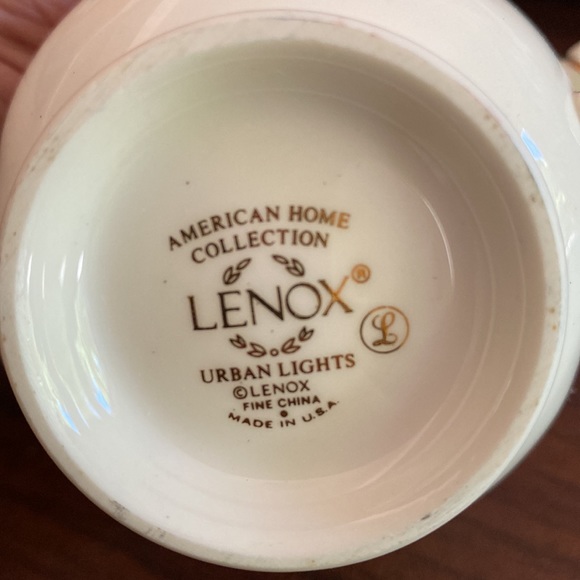 AMERICAN HOME
COLLECTION
LENOX®
L
URBAN LIGHTS
©LENOX
FINE CHINA
MADE IN U.S.A.